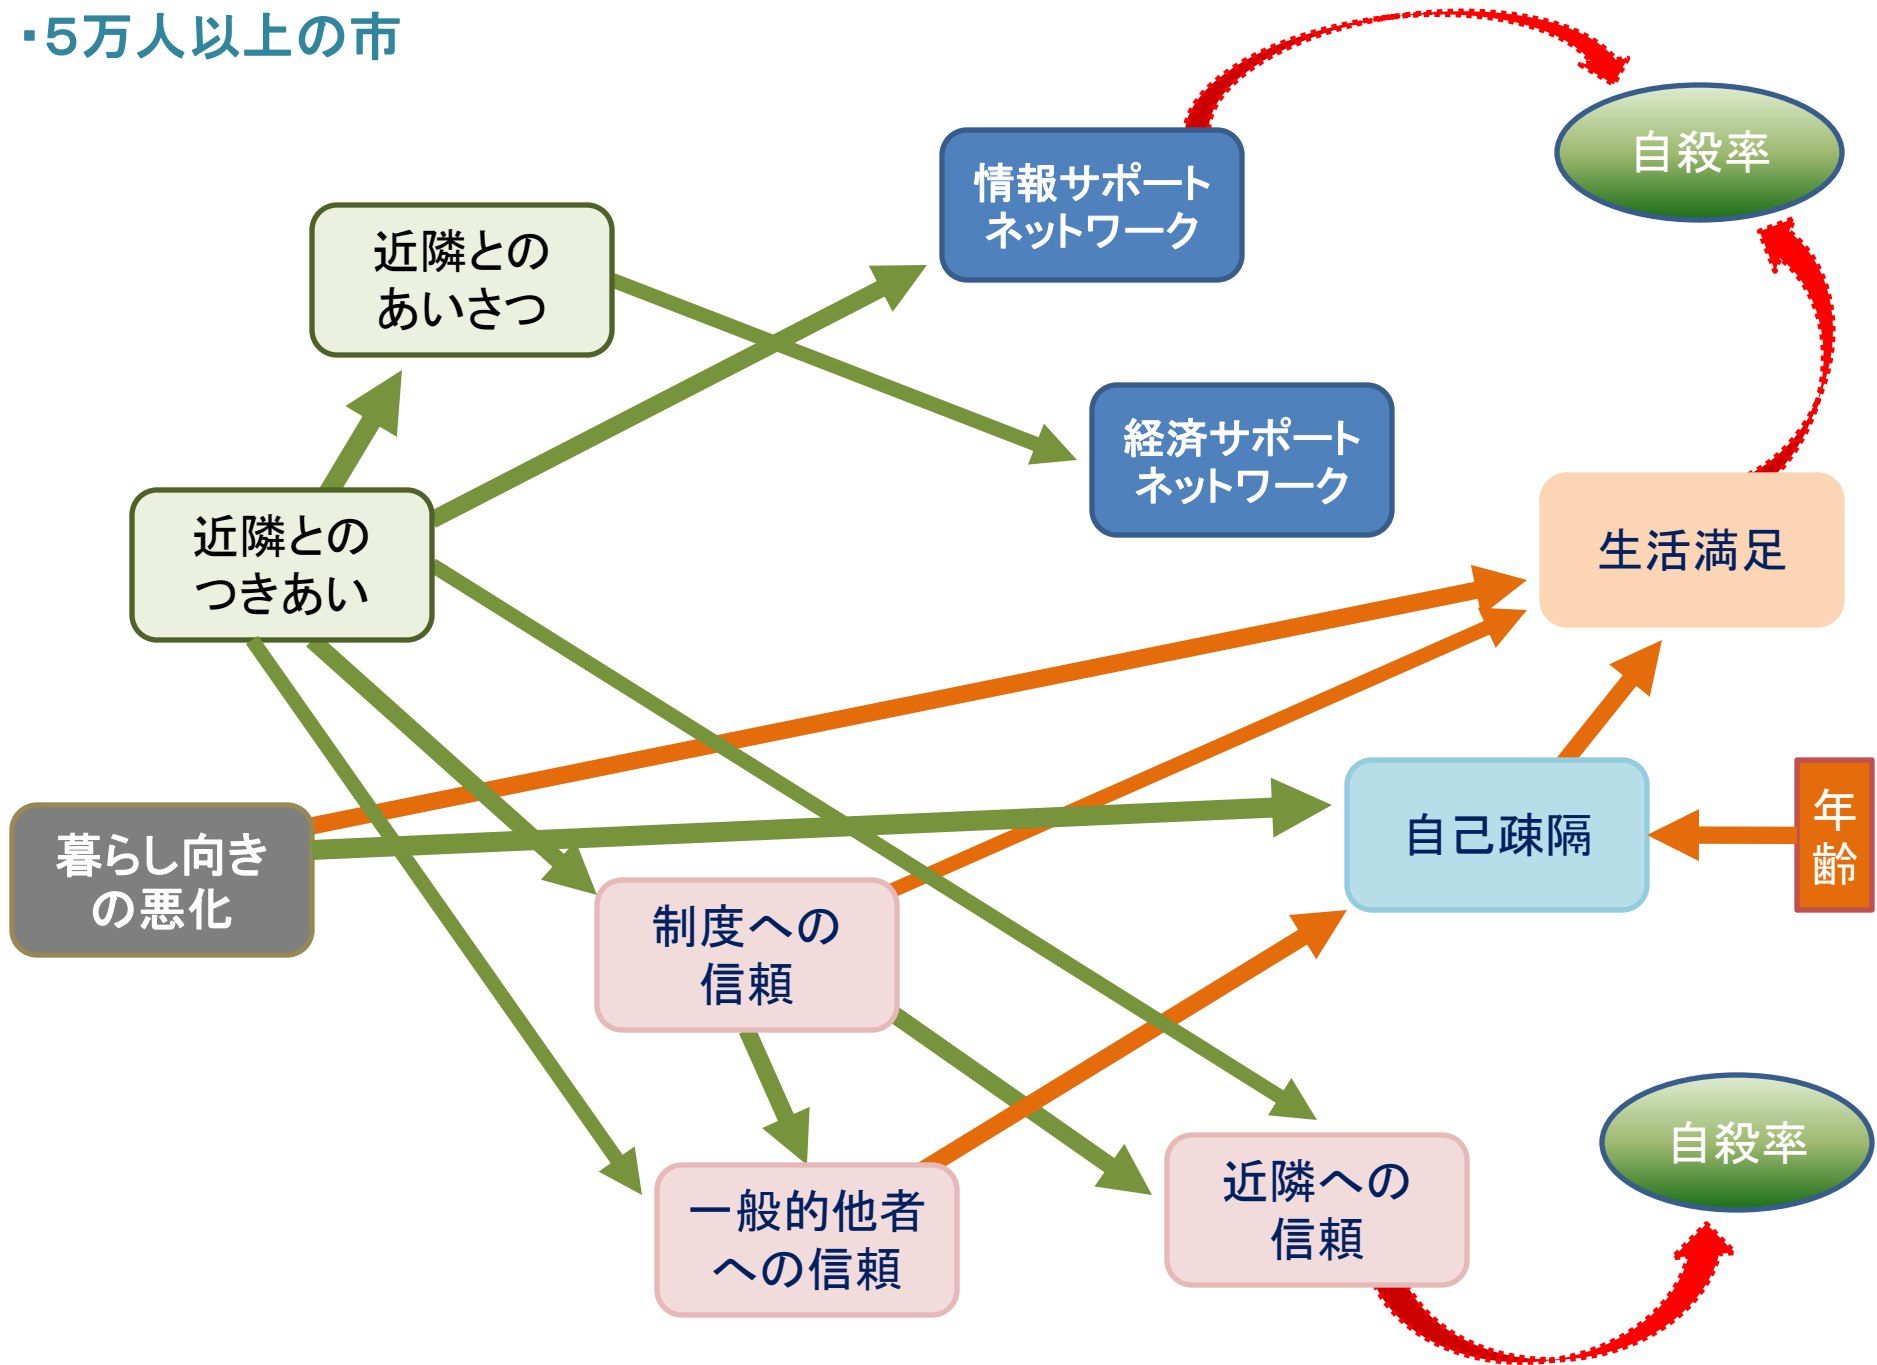 ・５万人以上の市
自殺率
情報サポート
ネットワーク
近隣との
あいさつ
経済サポート
ネットワーク
近隣との
つきあい
生活満足
暮らし向き
の悪化
自己疎隔
年
齢
制度への
信頼
自殺率
一般的他者
への信頼
近隣への
信頼